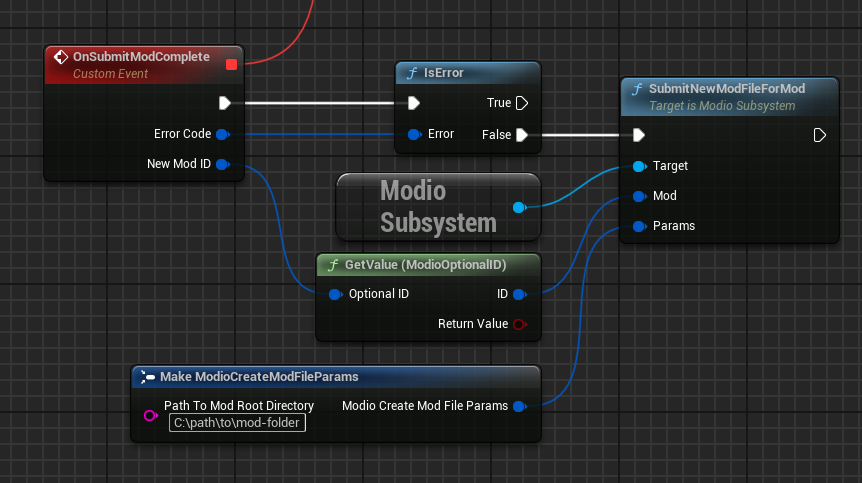 OnSubmitModComplete
Custom Event
Error Code
New Mod ID
f IsError
True
Error
False
f SubmitNewModFileForMod
Target is Modio Subsystem
Target
Mod
Params
Modio
Subsystem
f GetValue (ModioOptionalID)
Optional ID
ID
Return Value
Make ModioCreateModFileParams
Path To Mod Root Directory
Modio Create Mod File Params
C:\path\to\mod-folder